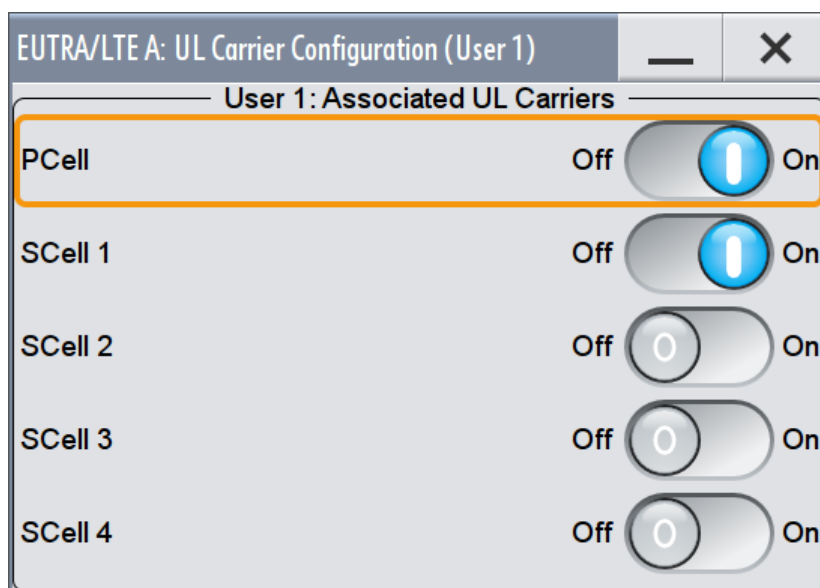 EUTRA/LTE A: UL Carrier Configuration (User 1)
User 1: Associated UL Carriers
PCell Off On
SCell 1 Off On
SCell 2 Off On
SCell 3 Off On
SCell 4 Off On